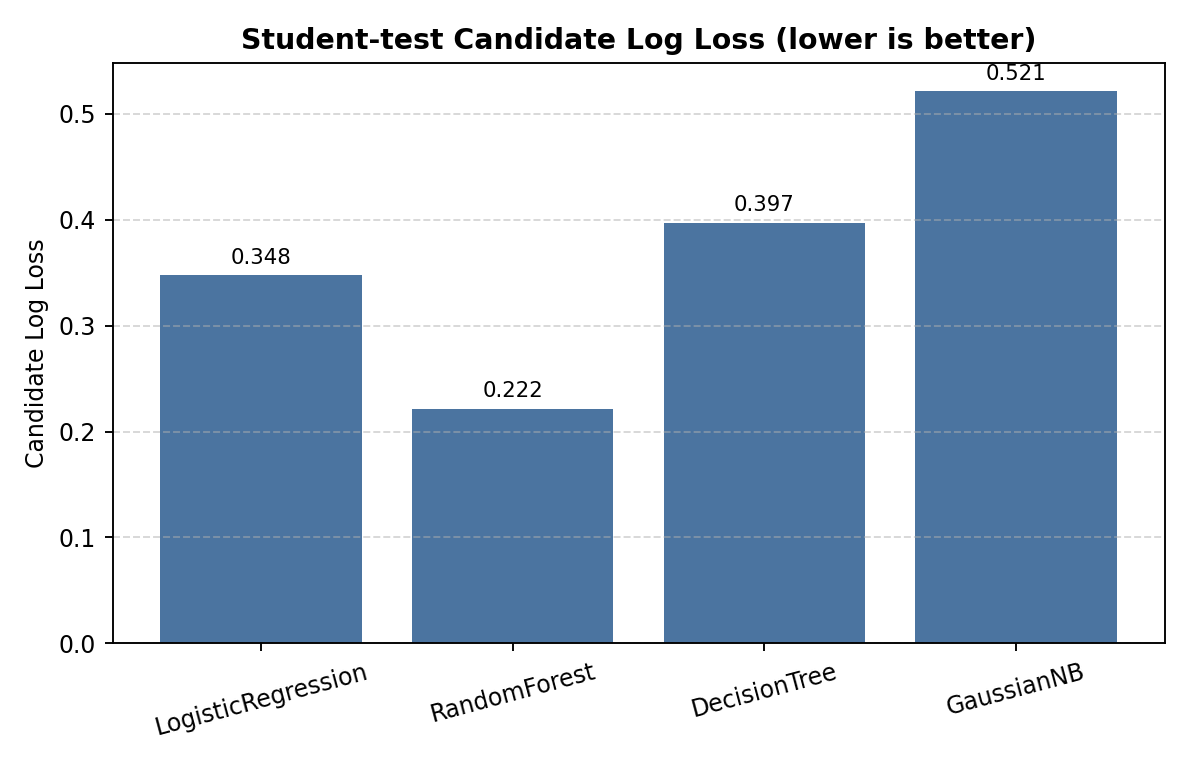 Student-test Candidate Log Loss (lower is better)
Candidate Log Loss
0.5
0.4
0.3
0.2
0.1
0.0
0.348
0.222
0.397
0.521
LogisticRegression
RandomForest
DecisionTree
GaussianNB